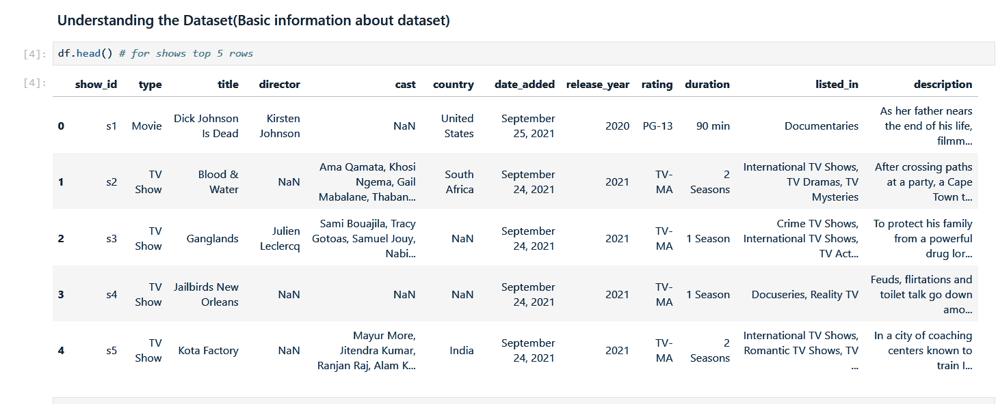 Understanding the Dataset(Basic information about dataset)
[4]: df.head() # for shows top 5 rows
[4]: show_id type title director cast country date_added release_year rating duration listed_in description
0 s1 Movie Dick Johnson Is Dead Kirsten Johnson NaN United States September 25, 2021 2020 PG-13 90 min Documentaries As her father nears the end of his life, filmm...
1 s2 TV Show Blood & Water NaN Ama Qamata, Khosi Ngema, Gail Mabalane, Thaban... South Africa September 24, 2021 2021 TV-MA 2 Seasons International TV Shows, TV Dramas, TV Mysteries After crossing paths at a party, a Cape Town t...
2 s3 TV Show Ganglands Julien Leclercq Sami Bouajila, Tracy Gotoas, Samuel Jouy, Nabi... NaN September 24, 2021 2021 TV-MA 1 Season Crime TV Shows, International TV Shows, TV Act... To protect his family from a powerful drug lor...
3 s4 TV Show Jailbirds New Orleans NaN NaN NaN September 24, 2021 2021 TV-MA 1 Season Docuseries, Reality TV Feuds, flirtations and toilet talk go down amo...
4 s5 TV Show Kota Factory NaN Mayur More, Jitendra Kumar, Ranjan Raj, Alam K... India September 24, 2021 2021 TV-MA 2 Seasons International TV Shows, Romantic TV Shows, TV ... In a city of coaching centers known to train I...